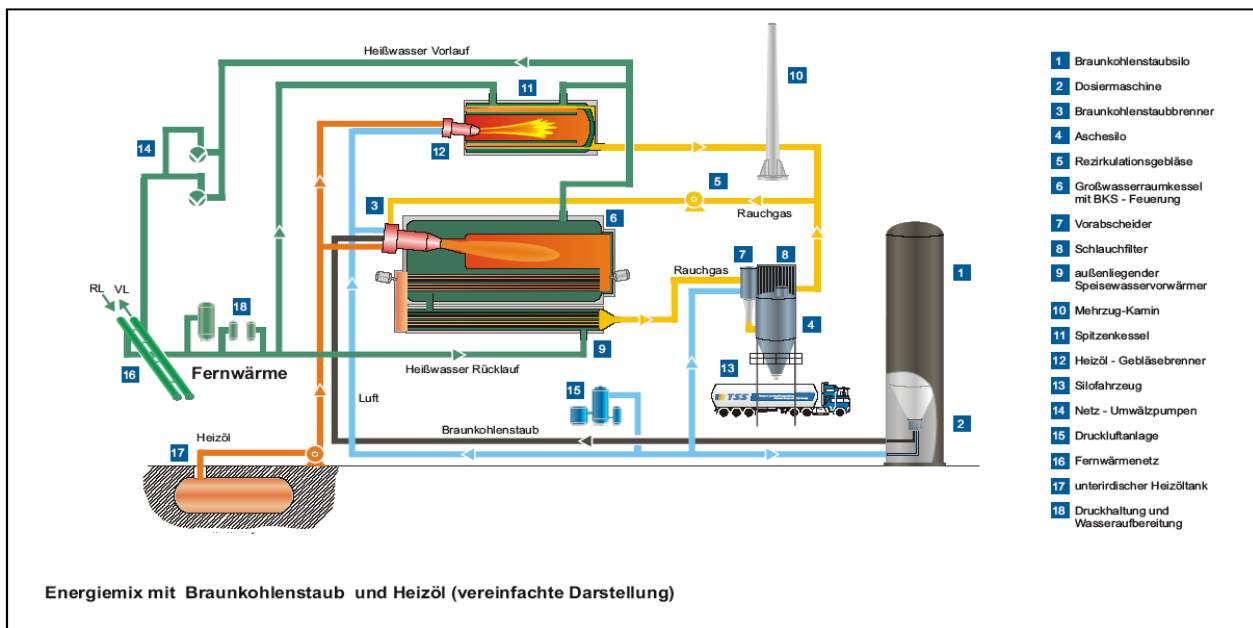 Heißwasser Vorlauf
11
10
14
12
5
3
6
Rauchgas
Rauchgas
7
8
1
RL
VL
18
4
9
16
Fernwärme
Heißwasser Rücklauf
13
15
TSS
Luft
Braunkohlenstaub
2
Heizöl
17
1 Braunkohlenstaubsilo
2 Dosiermaschine
3 Braunkohlenstaubbrenner
4 Aschesilo
5 Rezirkulationsgebläse
6 Großwasserraumkessel
mit BKS - Feuerung
7 Vorabscheider
8 Schlauchfilter
9 außenliegender
Speisewasservorwärmer
10 Mehrzug-Kamin
11 Spitzenkessel
12 Heizöl - Gebläsebrenner
13 Silofahrzeug
14 Netz - Umwälzpumpen
15 Druckluftanlage
16 Fernwärmenetz
17 unterirdischer Heizöltank
18 Druckhaltung und
Wasseraufbereitung
Energiemix mit Braunkohlenstaub und Heizöl (vereinfachte Darstellung)